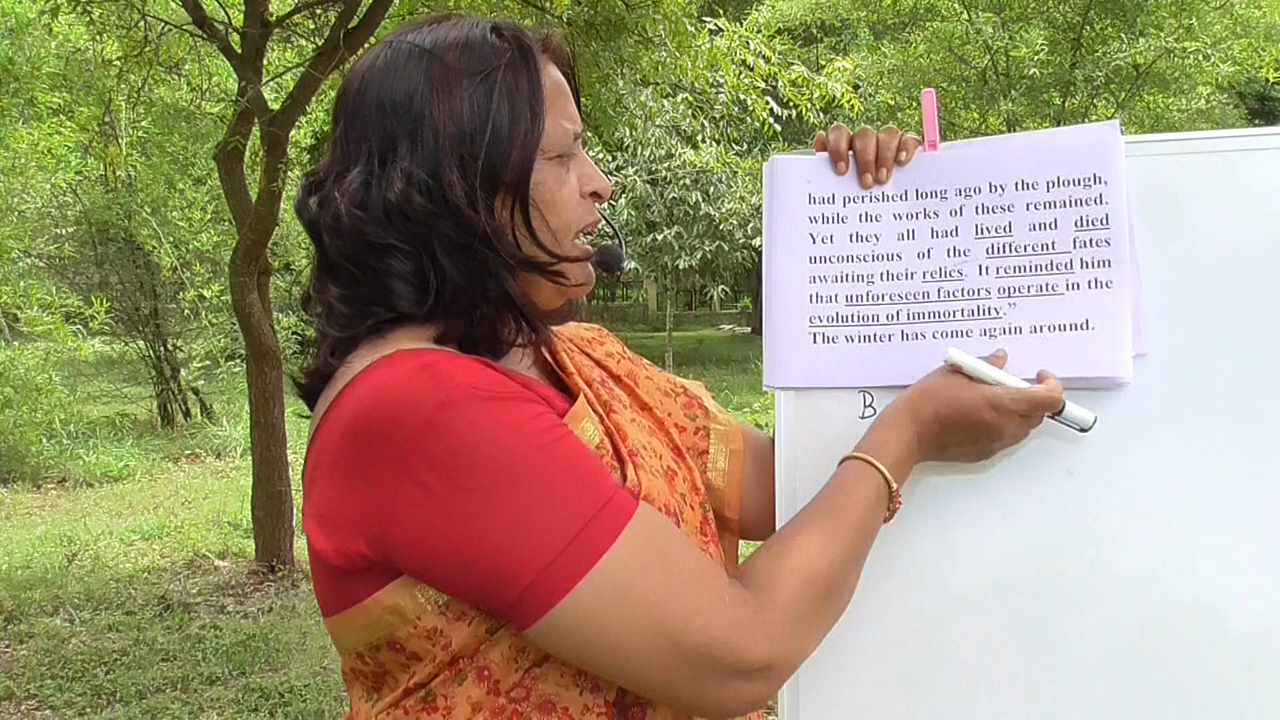 had perished long ago by the plough,
while the works of these remained.
Yet they all had lived and died
unconscious of the different fates
awaiting their relics. It reminded him
that unforeseen factors operate in the
evolution of immortality.”
The winter has come again around.
B